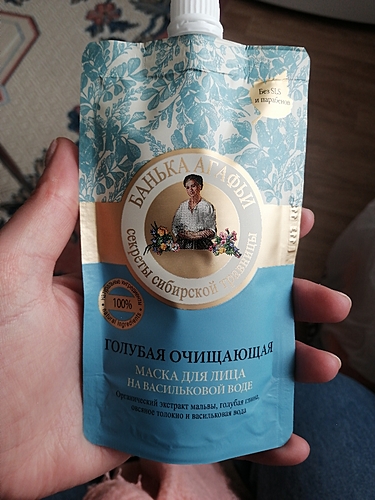 Без SLS
и парабенов
БАНЬКА АГАФЬИ
секреты сибирской травницы
100%
ГОЛУБАЯ ОЧИЩАЮЩАЯ
МАСКА ДЛЯ ЛИЦА
НА ВАСИЛЬКОВОЙ ВОДЕ
Органический экстракт мальвы, голубая глина,
овсяное толокно и васильковая вода